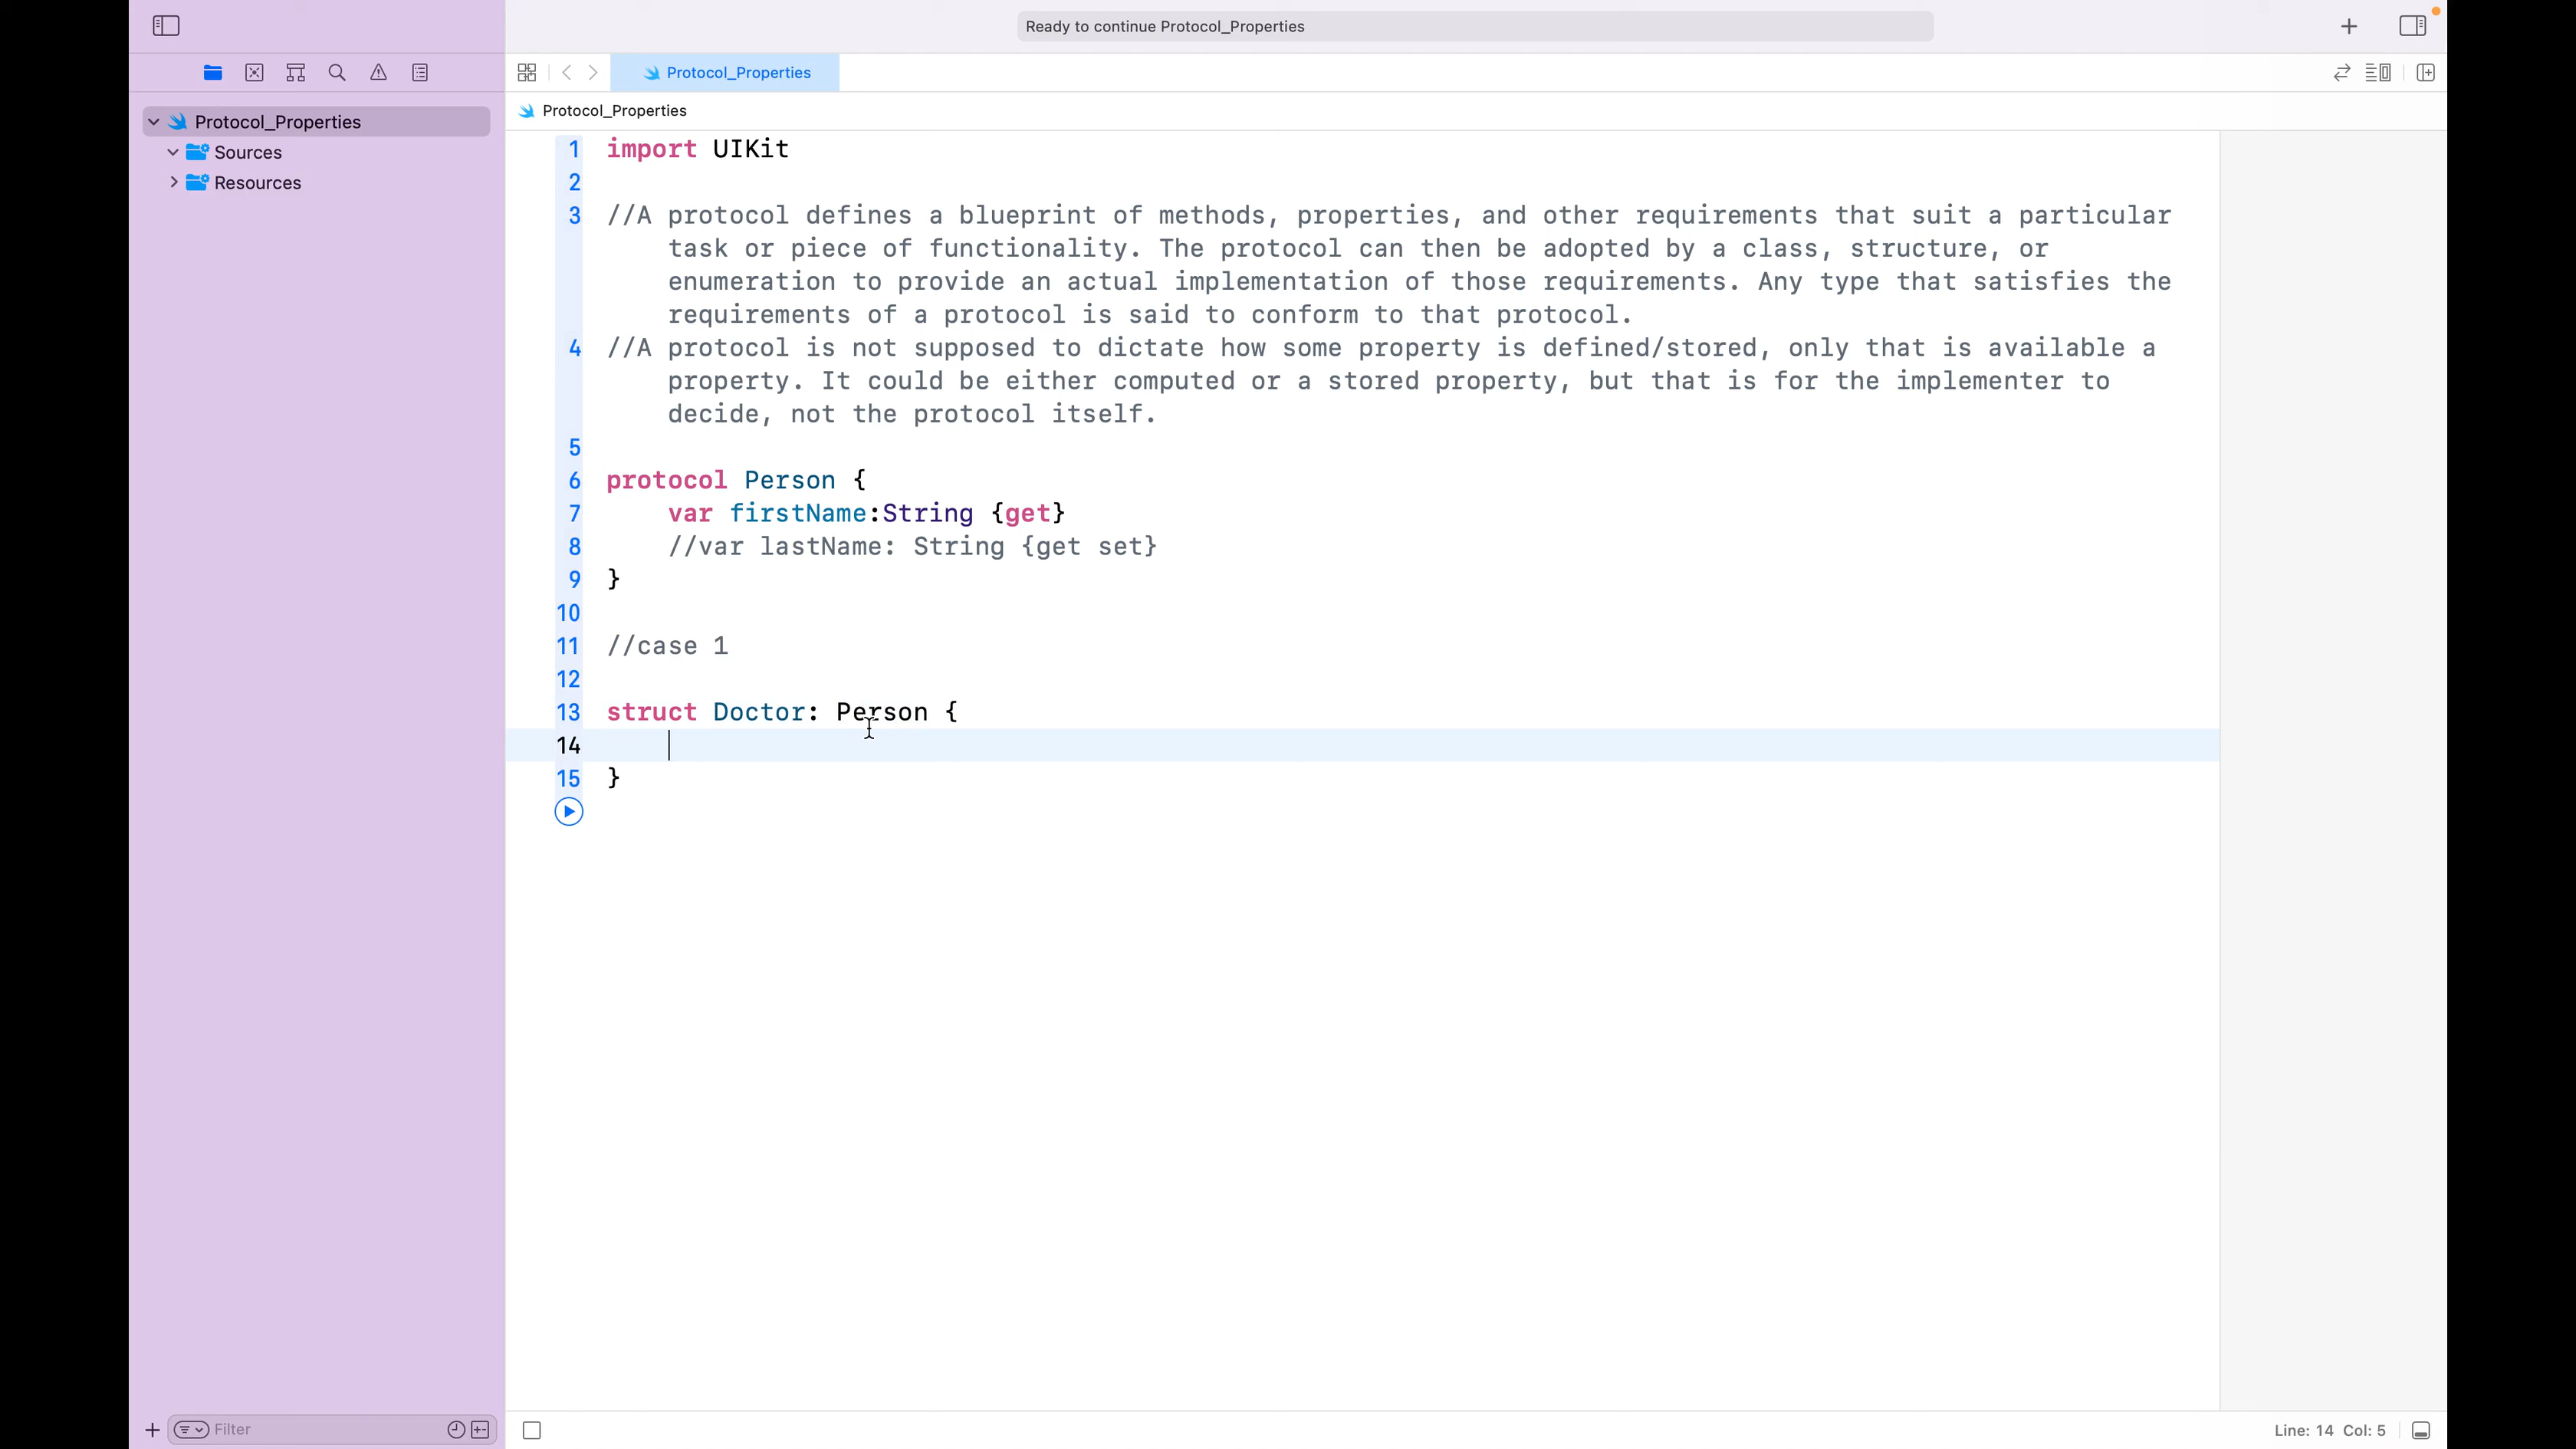 Ready to continue Protocol_Properties
Protocol_Properties
Protocol_Properties
Protocol_Properties
Sources
Resources
1 import UIKit
2
3 //A protocol defines a blueprint of methods, properties, and other requirements that suit a particular
task or piece of functionality. The protocol can then be adopted by a class, structure, or
enumeration to provide an actual implementation of those requirements. Any type that satisfies the
requirements of a protocol is said to conform to that protocol.
4 //A protocol is not supposed to dictate how some property is defined/stored, only that is available a
property. It could be either computed or a stored property, but that is for the implementer to
decide, not the protocol itself.
5
6 protocol Person {
7 var firstName:String {get}
8 //var lastName: String {get set}
9 }
10
11 //case 1
12
13 struct Doctor: Person {
14
15 }
Filter
Line: 14 Col: 5